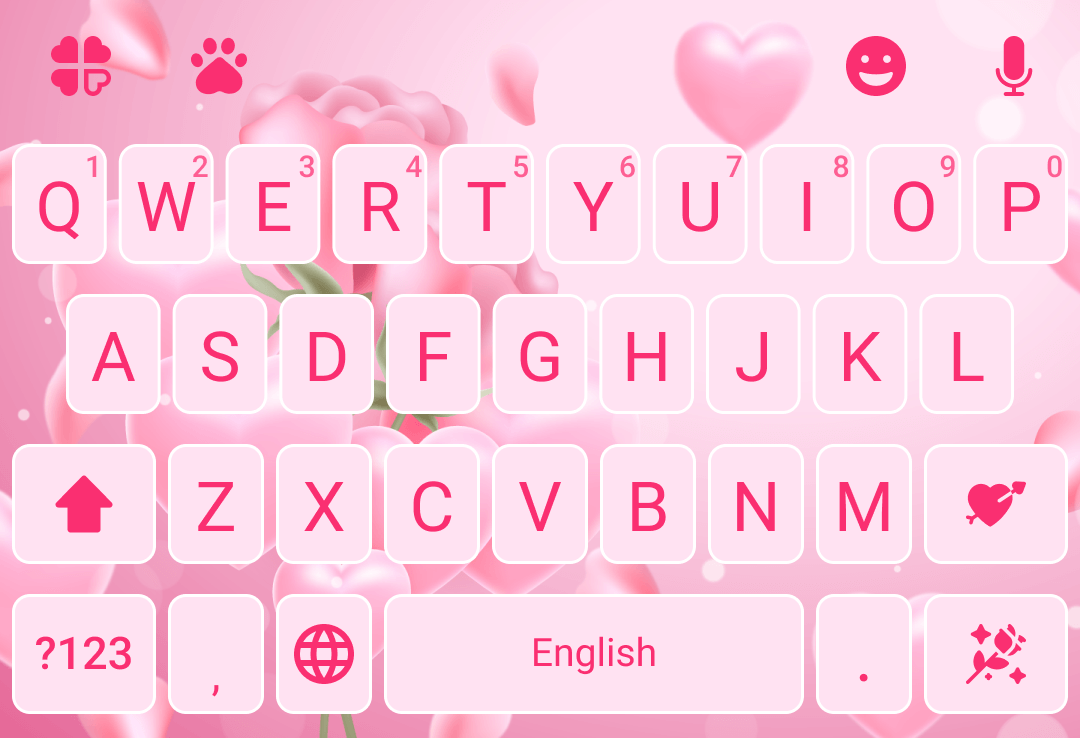 1 2 3 4 5 6 7 8 9 0
Q W E R T Y U I O P
A S D F G H J K L
Z X C V B N M
?123 , English .